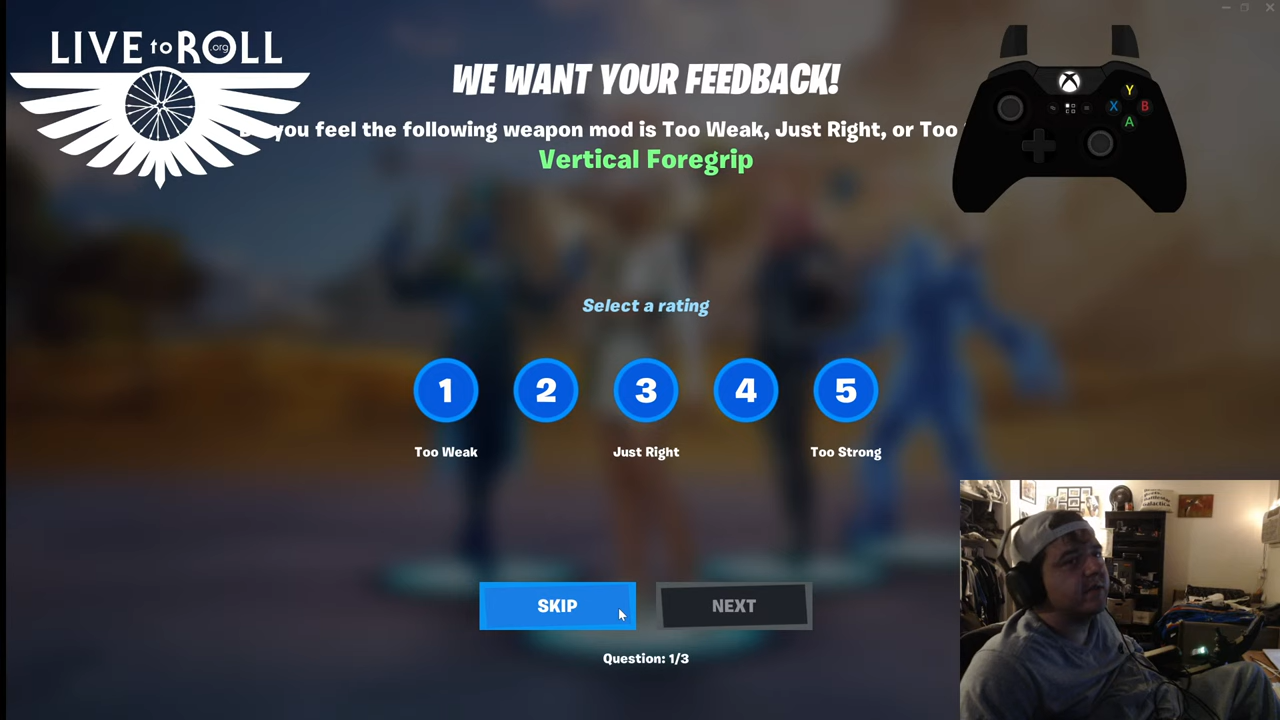 LIVE to ROLL
.org
WE WANT YOUR FEEDBACK!
you feel the following weapon mod is Too Weak, Just Right, or Too
Vertical Foregrip
Y
X B
A
Select a rating
1 2 3 4 5
Too Weak Just Right Too Strong
SKIP NEXT
Question: 1/3